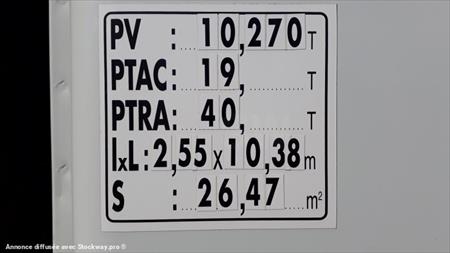 PV : 10,270 T
PTAC : 19, T
PTRA : 40, T
lxL : 2,55 x 10,38 m
S : 26,47 m²
Annonce diffusée avec Stockway.pro ®